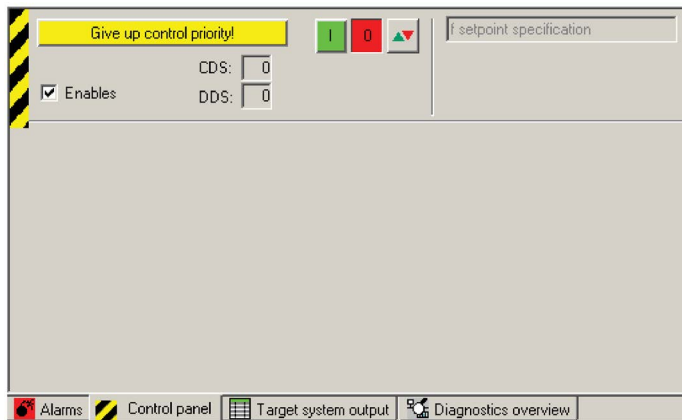 Give up control priority!
I
0
f setpoint specification
CDS: 0
Enables
DDS: 0
Alarms
Control panel
Target system output
Diagnostics overview